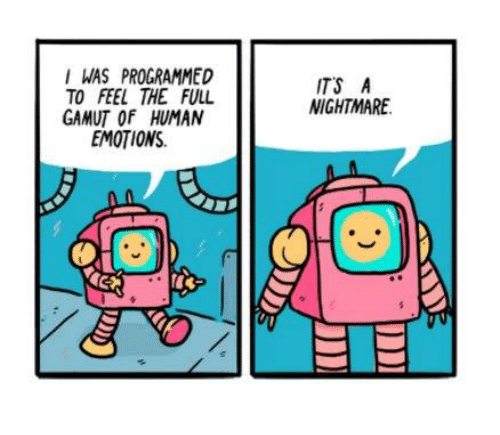 I WAS PROGRAMMED
TO FEEL THE FULL
GAMUT OF HUMAN
EMOTIONS.
IT'S A
NIGHTMARE.